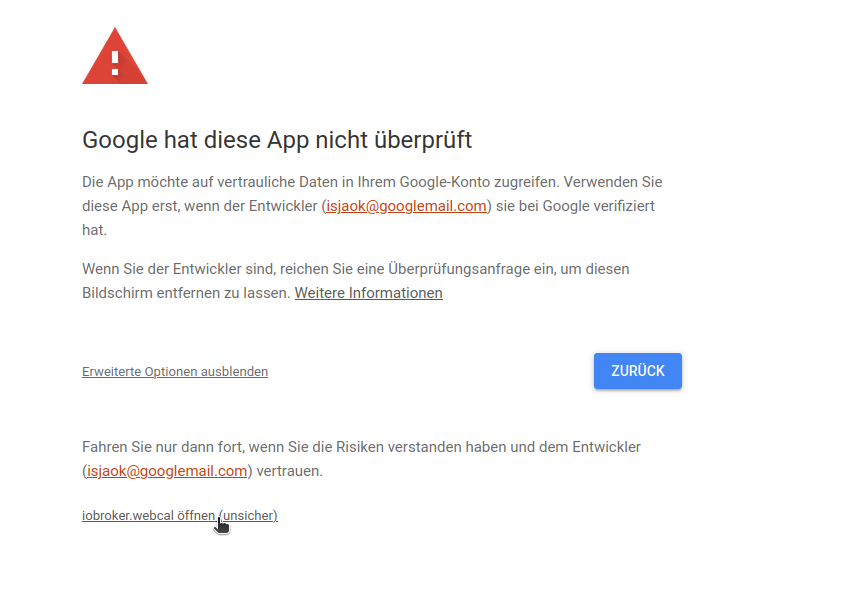 Google hat diese App nicht überprüft
Die App möchte auf vertrauliche Daten in Ihrem Google-Konto zugreifen. Verwenden Sie
diese App erst, wenn der Entwickler (isjaok@googlemail.com) sie bei Google verifiziert
hat.
Wenn Sie der Entwickler sind, reichen Sie eine Überprüfungsanfrage ein, um diesen
Bildschirm entfernen zu lassen. Weitere Informationen
Erweiterte Optionen ausblenden
ZURÜCK
Fahren Sie nur dann fort, wenn Sie die Risiken verstanden haben und dem Entwickler
(isjaok@googlemail.com) vertrauen.
iobroker.webcal öffnen (unsicher)